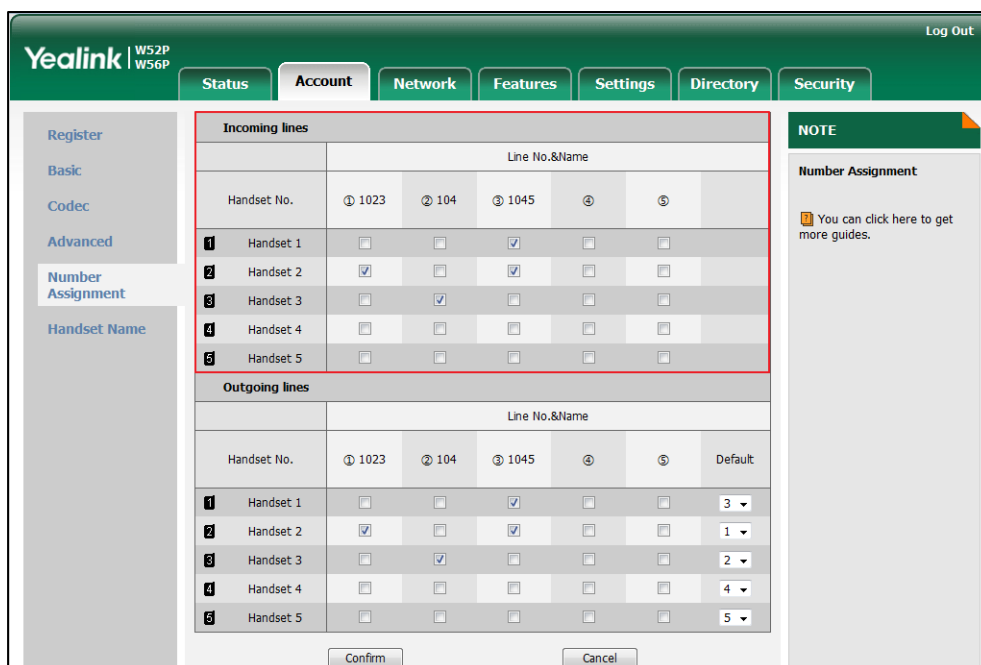 Log Out
Yealink | W52P
W56P
Status Account Network Features Settings Directory Security
Register
Basic
Codec
Advanced
Number
Assignment
Handset Name
Incoming lines
Line No.&Name
Handset No. ① 1023 ② 104 ③ 1045 ④ ⑤
1 Handset 1
2 Handset 2
3 Handset 3
4 Handset 4
5 Handset 5
Outgoing lines
Line No.&Name
Handset No. ① 1023 ② 104 ③ 1045 ④ ⑤ Default
1 Handset 1 3
2 Handset 2 1
3 Handset 3 2
4 Handset 4 4
5 Handset 5 5
Confirm Cancel
NOTE
Number Assignment
? You can click here to get
more guides.